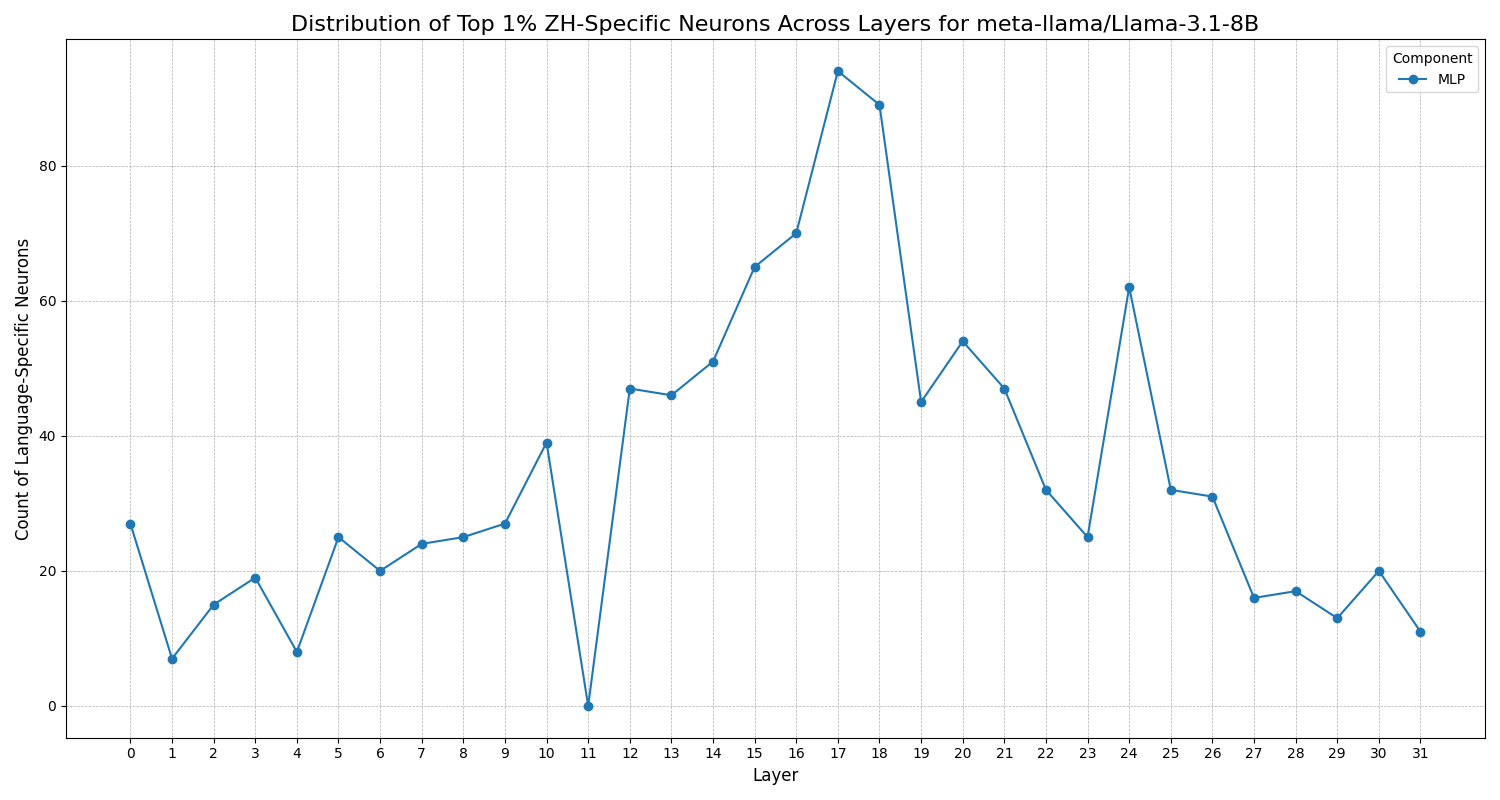 Distribution of Top 1% ZH-Specific Neurons Across Layers for meta-llama/Llama-3.1-8B
Component
MLP
Count of Language-Specific Neurons
80
60
40
20
0
0 1 2 3 4 5 6 7 8 9 10 11 12 13 14 15 16 17 18 19 20 21 22 23 24 25 26 27 28 29 30 31
Layer